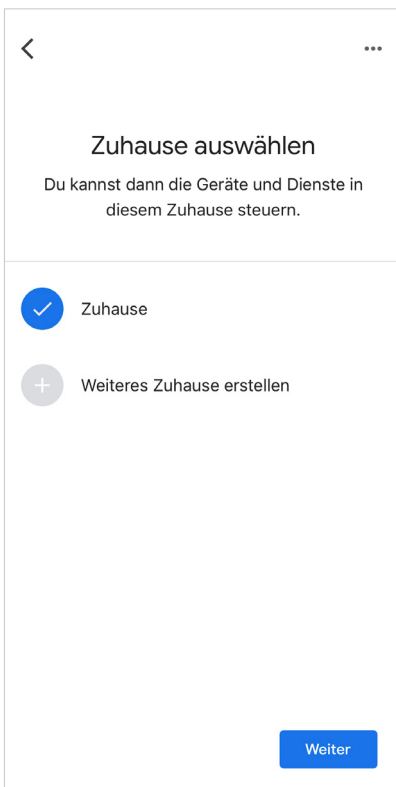 Zuhause auswählen
Du kannst dann die Geräte und Dienste in
diesem Zuhause steuern.
Zuhause
Weiteres Zuhause erstellen
Weiter